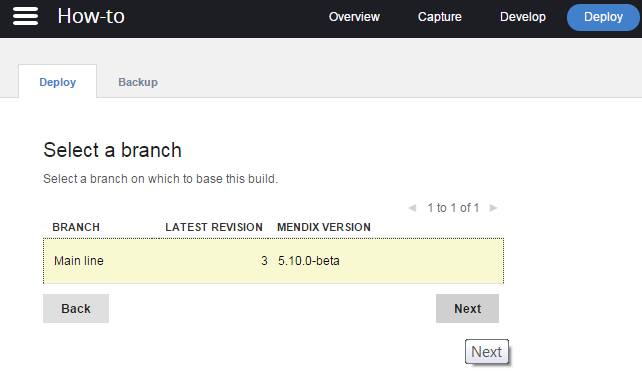 How-to Overview Capture Develop Deploy
Deploy Backup
Select a branch
Select a branch on which to base this build.
1 to 1 of 1
BRANCH LATEST REVISION MENDIX VERSION
Main line 3 5.10.0-beta
Back Next
Next